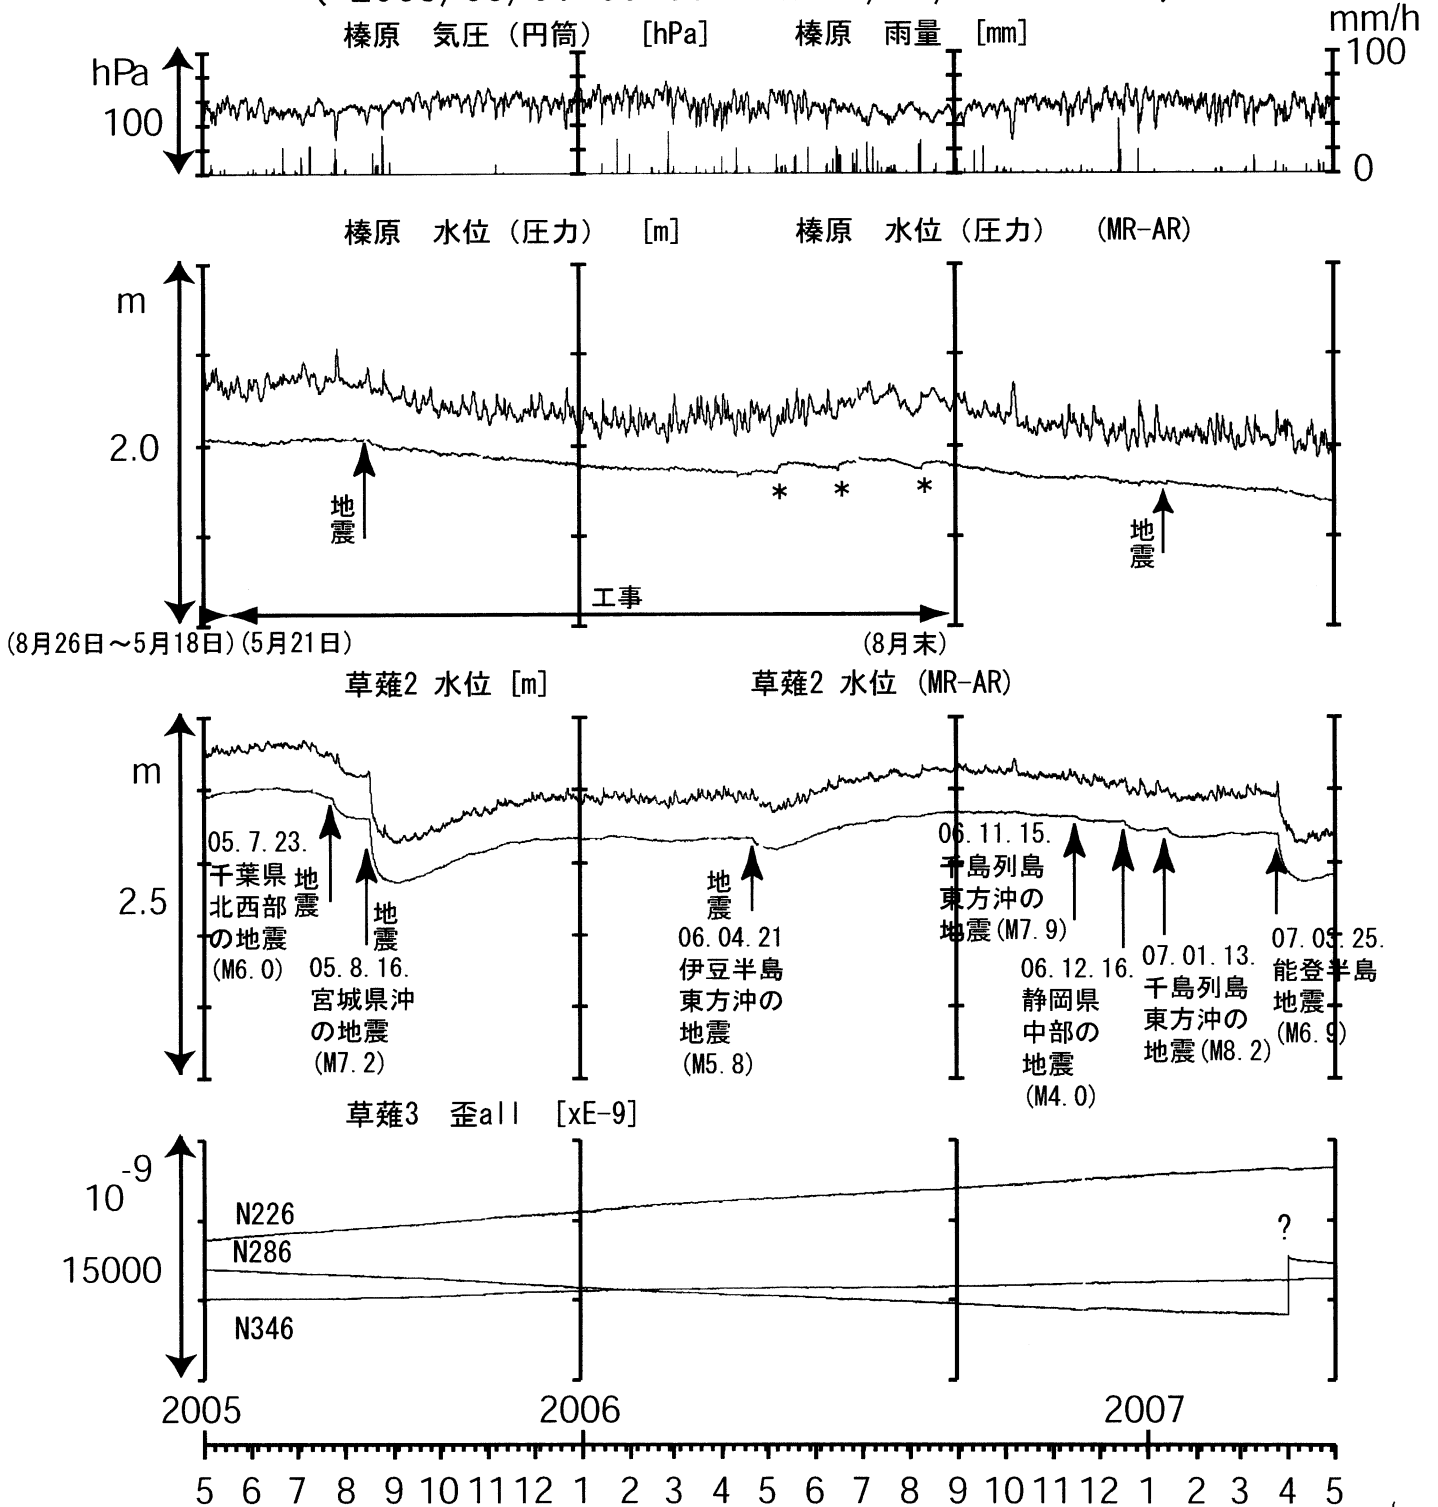 榛原 気圧（円筒） [hPa] 榛原 雨量 [mm]
mm/h
hPa
100
100
0
榛原 水位（圧力） [m] 榛原 水位（圧力） (MR-AR)
m
2.0
地震
* * *
地震
工事
(8月26日～5月18日) (5月21日) (8月末)
草薙2 水位 [m] 草薙2 水位 (MR-AR)
m
2.5
05.7.23.
千葉県
北西部
の地震
(M6.0)
地震
地震
05.8.16.
宮城県沖
の地震
(M7.2)
地震
06.04.21
伊豆半島
東方沖の
地震
(M5.8)
06.11.15.
千島列島
東方沖の
地震(M7.9)
06.12.16.
静岡県
中部の
地震
(M4.0)
07.01.13.
千島列島
東方沖の
地震(M8.2)
07.03.25.
能登半島
地震
(M6.9)
草薙3 歪all [xE-9]
10-9
15000
N226
N286
N346
?
2005 2006 2007
5 6 7 8 9 10 11 12 1 2 3 4 5 6 7 8 9 10 11 12 1 2 3 4 5